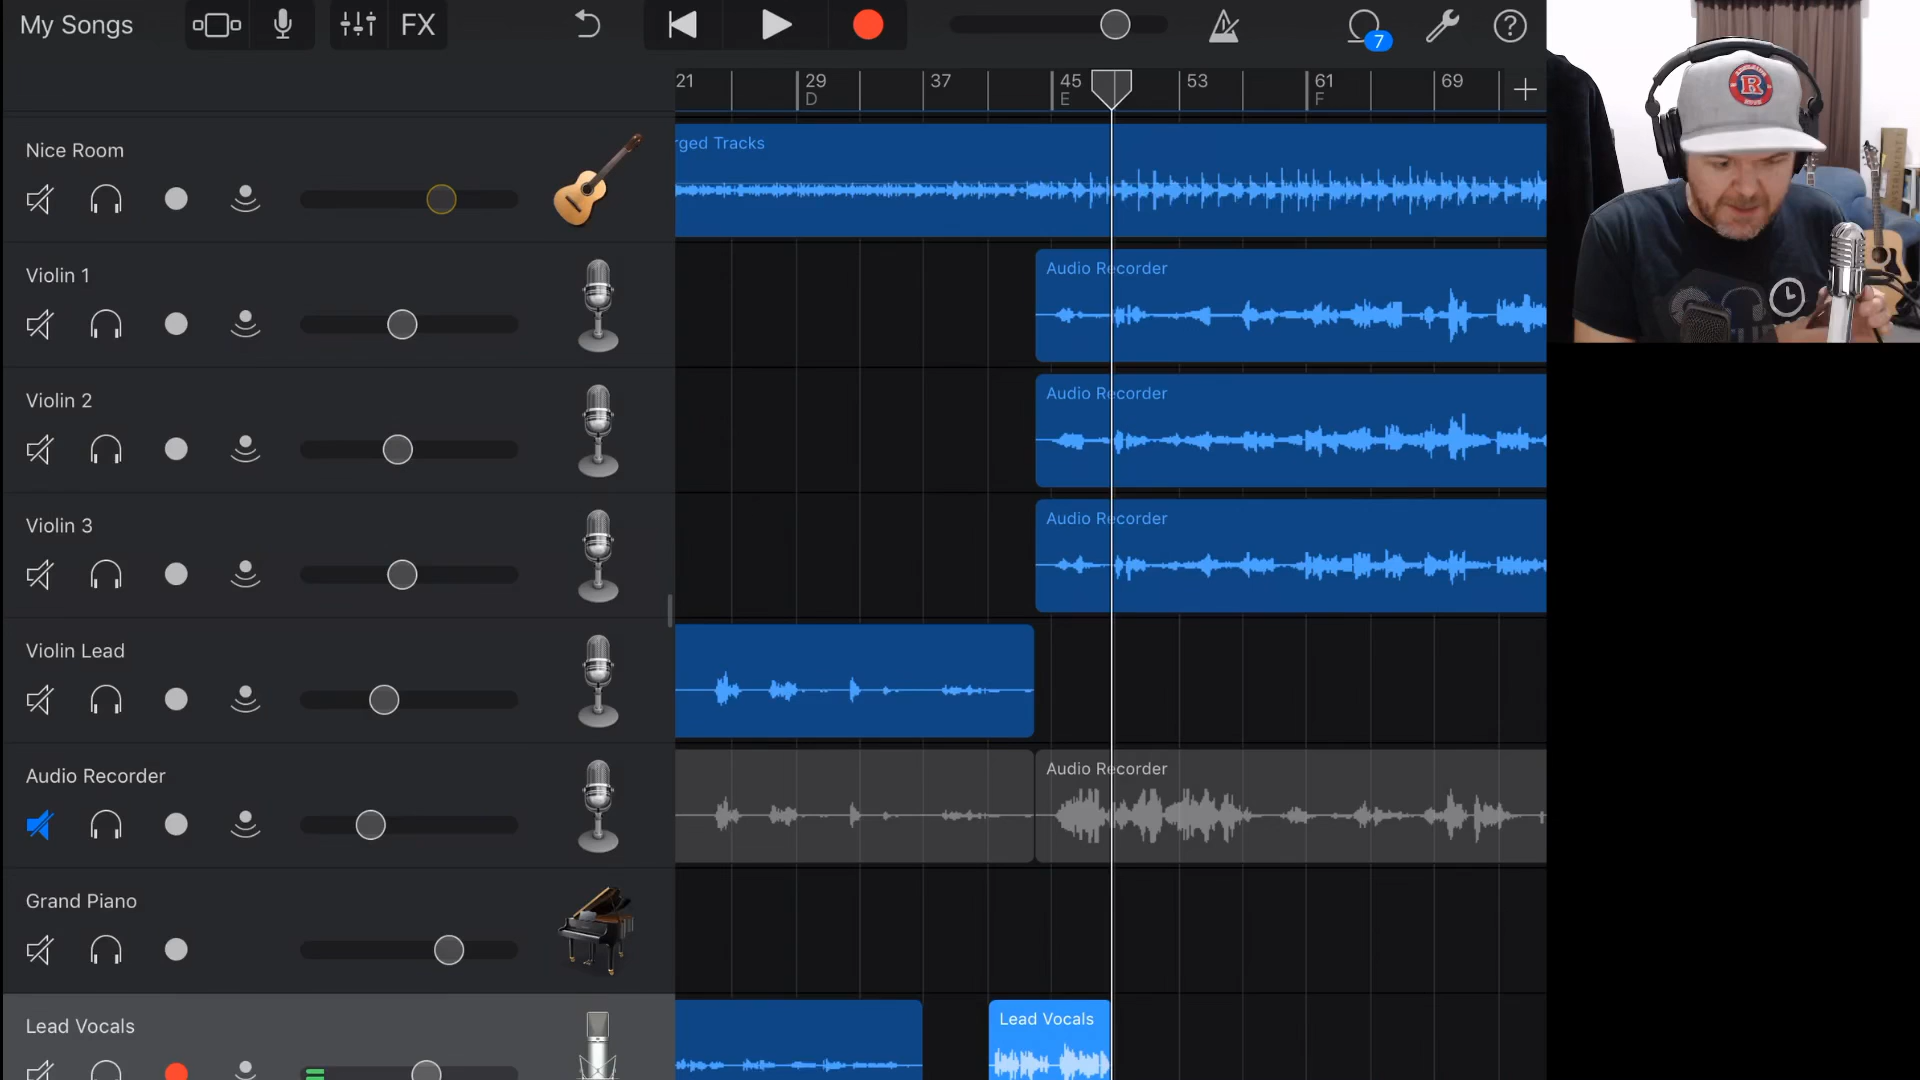 My Songs
FX
7
?
21 29 37 45 53 61 69
D E F
Nice Room
rged Tracks
Violin 1
Audio Recorder
Violin 2
Audio Recorder
Violin 3
Audio Recorder
Violin Lead
Audio Recorder
Audio Recorder
Grand Piano
Lead Vocals
Lead Vocals
R